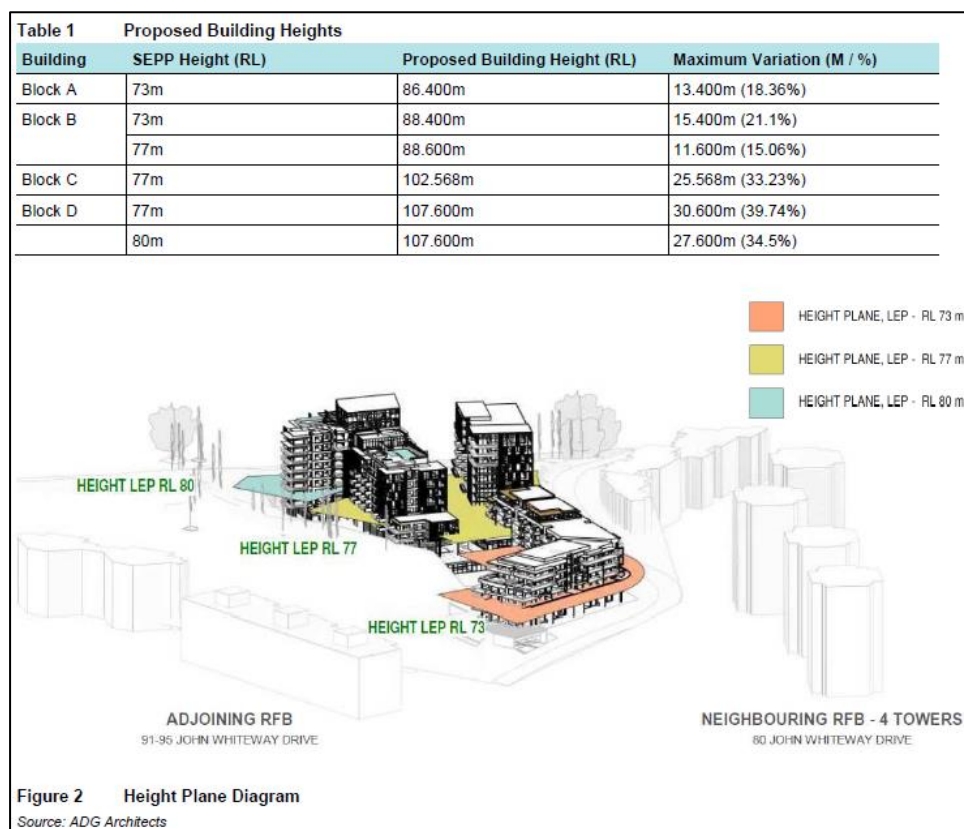 Table 1 Proposed Building Heights
Building SEPP Height (RL) Proposed Building Height (RL) Maximum Variation (M / %)
Block A 73m 86.400m 13.400m (18.36%)
Block B 73m 88.400m 15.400m (21.1%)
77m 88.600m 11.600m (15.06%)
Block C 77m 102.568m 25.568m (33.23%)
Block D 77m 107.600m 30.600m (39.74%)
80m 107.600m 27.600m (34.5%)
HEIGHT PLANE, LEP - RL 73 m
HEIGHT PLANE, LEP - RL 77 m
HEIGHT PLANE, LEP - RL 80 m
HEIGHT LEP RL 80
HEIGHT LEP RL 77
HEIGHT LEP RL 73
ADJOINING RFB
91-95 JOHN WHITEWAY DRIVE
NEIGHBOURING RFB - 4 TOWERS
80 JOHN WHITEWAY DRIVE
Figure 2 Height Plane Diagram
Source: ADG Architects